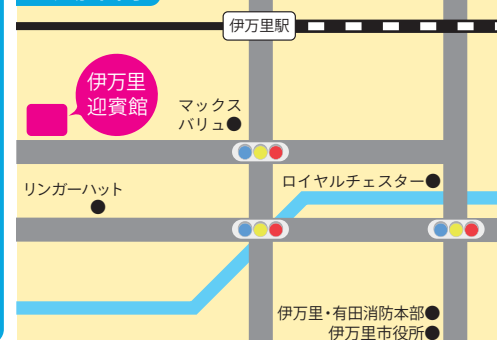 伊万里駅
伊万里
迎賓館
マックス
バリュ
リンガーハット
ロイヤルチェスター
伊万里・有田消防本部
伊万里市役所